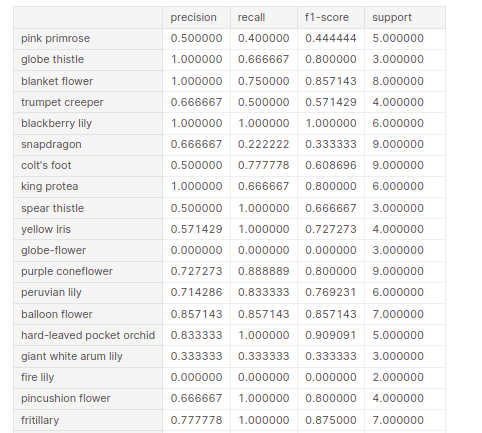 precision recall f1-score support
pink primrose 0.500000 0.400000 0.444444 5.000000
globe thistle 1.000000 0.666667 0.800000 3.000000
blanket flower 1.000000 0.750000 0.857143 8.000000
trumpet creeper 0.666667 0.500000 0.571429 4.000000
blackberry lily 1.000000 1.000000 1.000000 6.000000
snapdragon 0.666667 0.222222 0.333333 9.000000
colt's foot 0.500000 0.777778 0.608696 9.000000
king protea 1.000000 0.666667 0.800000 6.000000
spear thistle 0.500000 1.000000 0.666667 3.000000
yellow iris 0.571429 1.000000 0.727273 4.000000
globe-flower 0.000000 0.000000 0.000000 3.000000
purple coneflower 0.727273 0.888889 0.800000 9.000000
peruvian lily 0.714286 0.833333 0.769231 6.000000
balloon flower 0.857143 0.857143 0.857143 7.000000
hard-leaved pocket orchid 0.833333 1.000000 0.909091 5.000000
giant white arum lily 0.333333 0.333333 0.333333 3.000000
fire lily 0.000000 0.000000 0.000000 2.000000
pincushion flower 0.666667 1.000000 0.800000 4.000000
fritillary 0.777778 1.000000 0.875000 7.000000